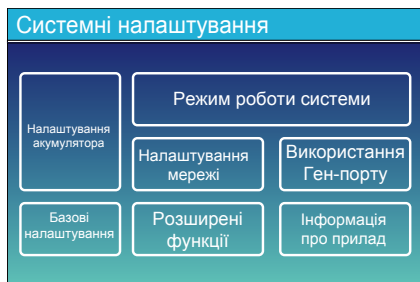 Системні налаштування
Режим роботи системи
Налаштування
акумулятора
Налаштування
мережі
Використання
Ген-порту
Базові
налаштування
Розширені
функції
Інформація
про прилад